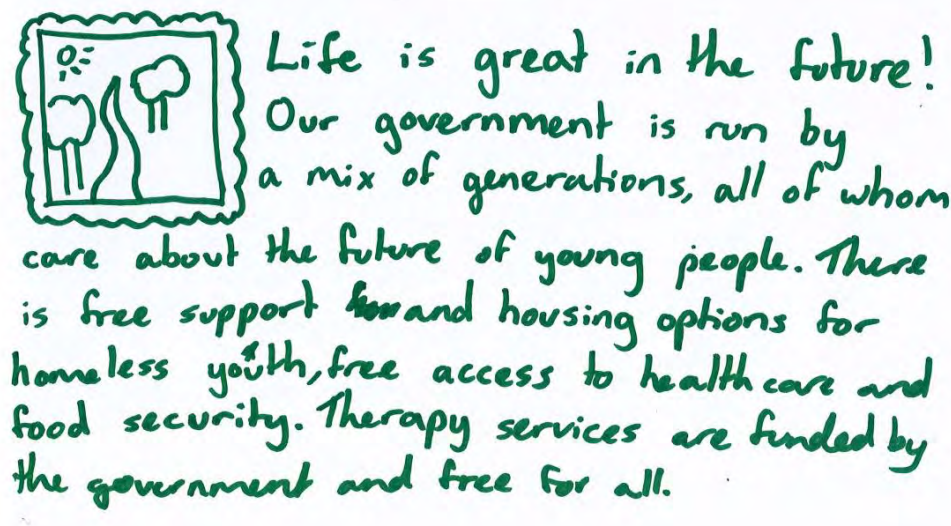 Life is great in the future!
Our government is run by
a mix of generations, all of whom
care about the future of young people. There
is free support and housing options for
homeless youth, free access to healthcare and
food security. Therapy services are funded by
the government and free for all.